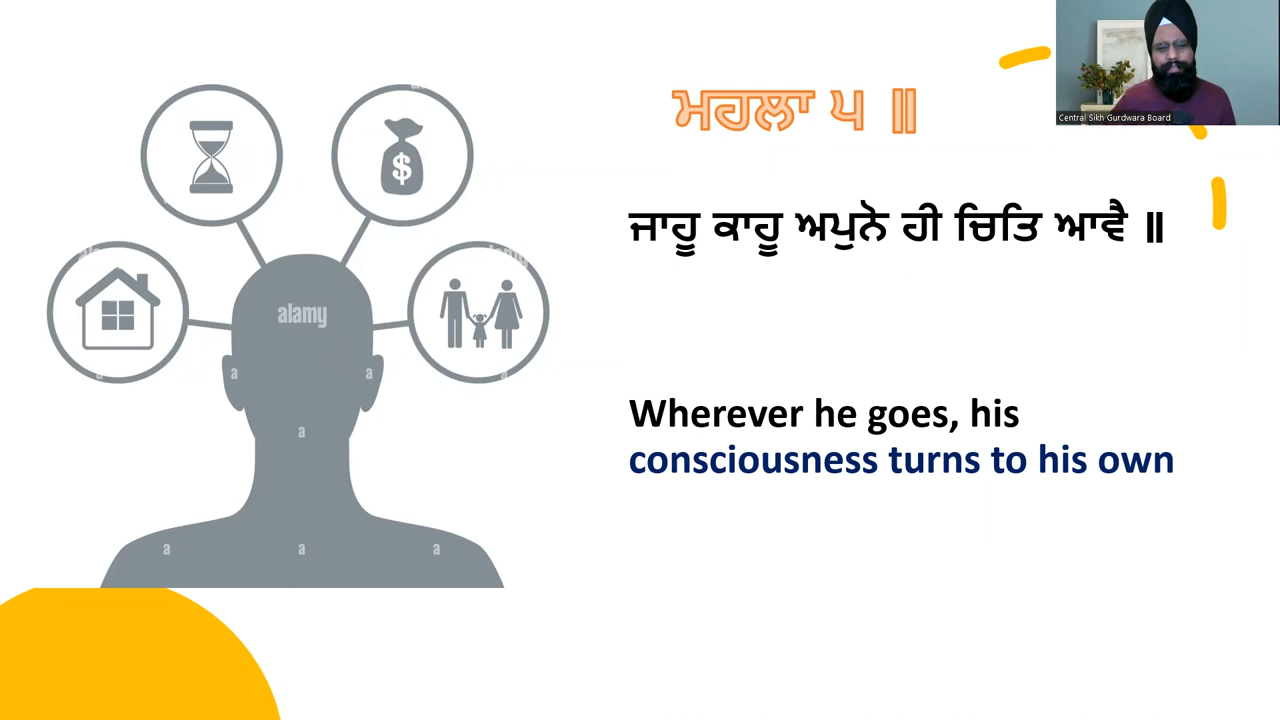 ਮਹਲਾ ੫ ॥
Central Sikh Gurdwara Board
ਜਾਹੂ ਕਾਹੂ ਅਪੁਨੋ ਹੀ ਚਿਤਿ ਆਵੈ ॥
$
alamy
a a
a
Wherever he goes, his
consciousness turns to his own
a a a